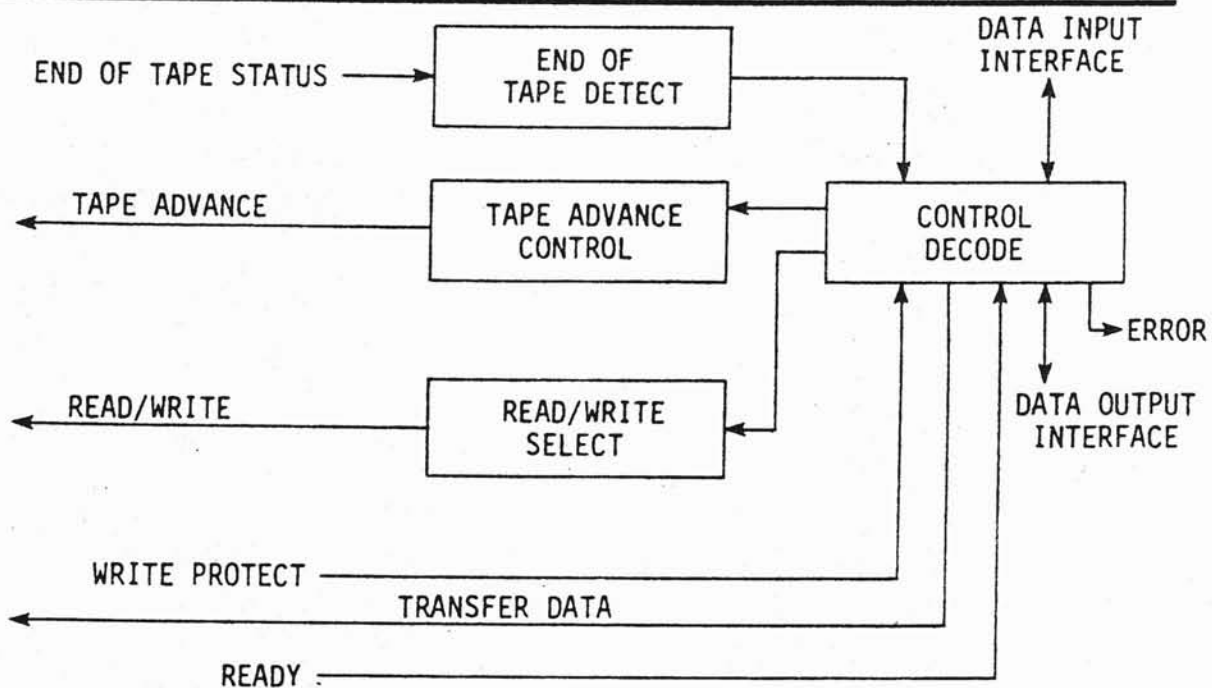 DATA INPUT
INTERFACE
END OF TAPE STATUS
END OF
TAPE DETECT
TAPE ADVANCE
TAPE ADVANCE
CONTROL
CONTROL
DECODE
ERROR
READ/WRITE
READ/WRITE
SELECT
DATA OUTPUT
INTERFACE
WRITE PROTECT
TRANSFER DATA
READY